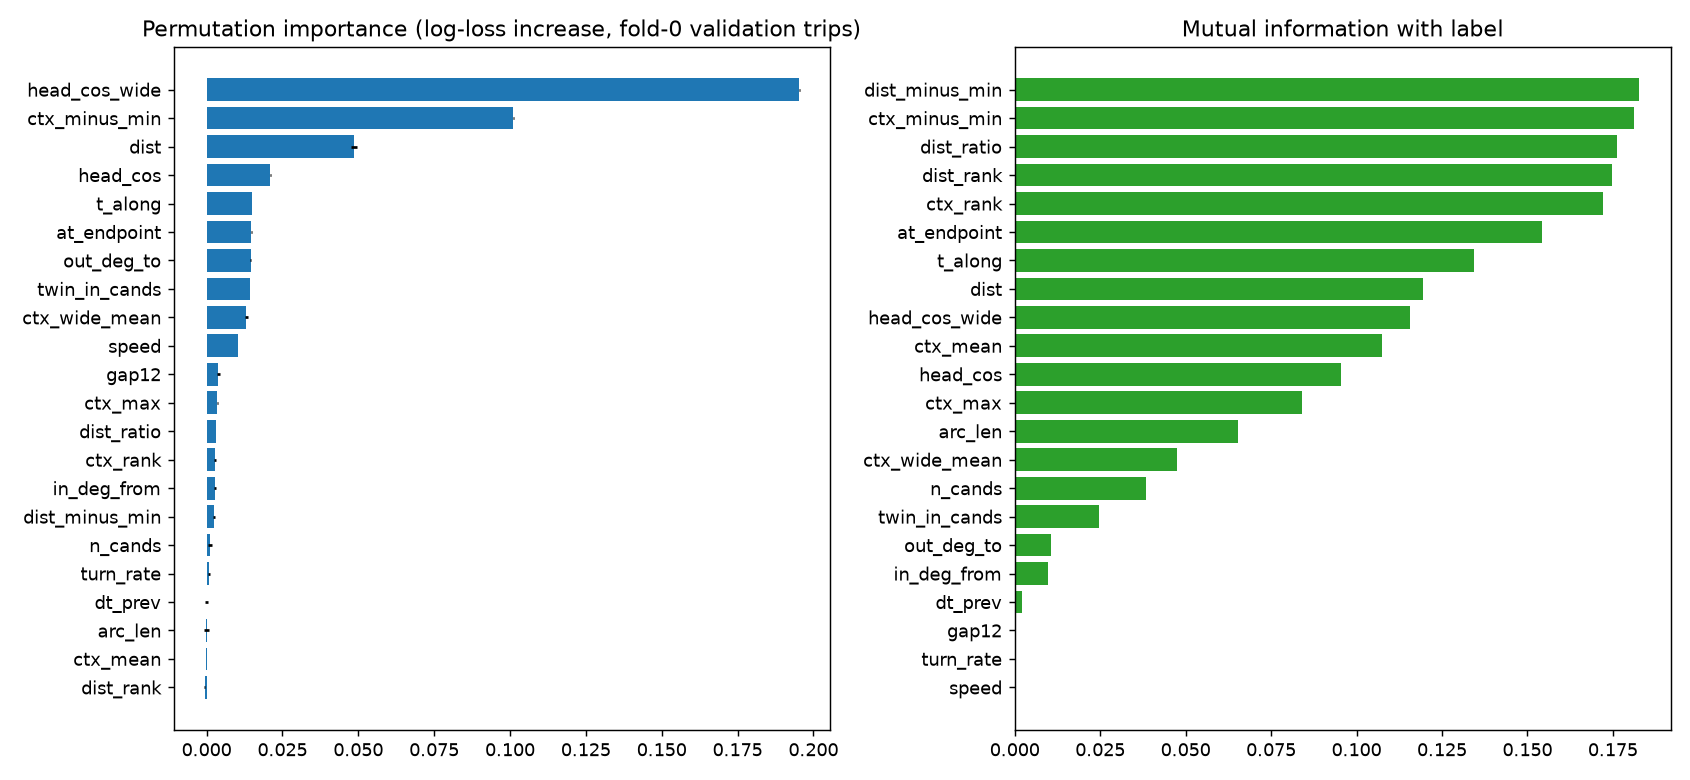 Permutation importance (log-loss increase, fold-0 validation trips)
head_cos_wide
ctx_minus_min
dist
head_cos
t_along
at_endpoint
out_deg_to
twin_in_cands
ctx_wide_mean
speed
gap12
ctx_max
dist_ratio
ctx_rank
in_deg_from
dist_minus_min
n_cands
turn_rate
dt_prev
arc_len
ctx_mean
dist_rank
0.000 0.025 0.050 0.075 0.100 0.125 0.150 0.175 0.200
Mutual information with label
dist_minus_min
ctx_minus_min
dist_ratio
dist_rank
ctx_rank
at_endpoint
t_along
dist
head_cos_wide
ctx_mean
head_cos
ctx_max
arc_len
ctx_wide_mean
n_cands
twin_in_cands
out_deg_to
in_deg_from
dt_prev
gap12
turn_rate
speed
0.000 0.025 0.050 0.075 0.100 0.125 0.150 0.175